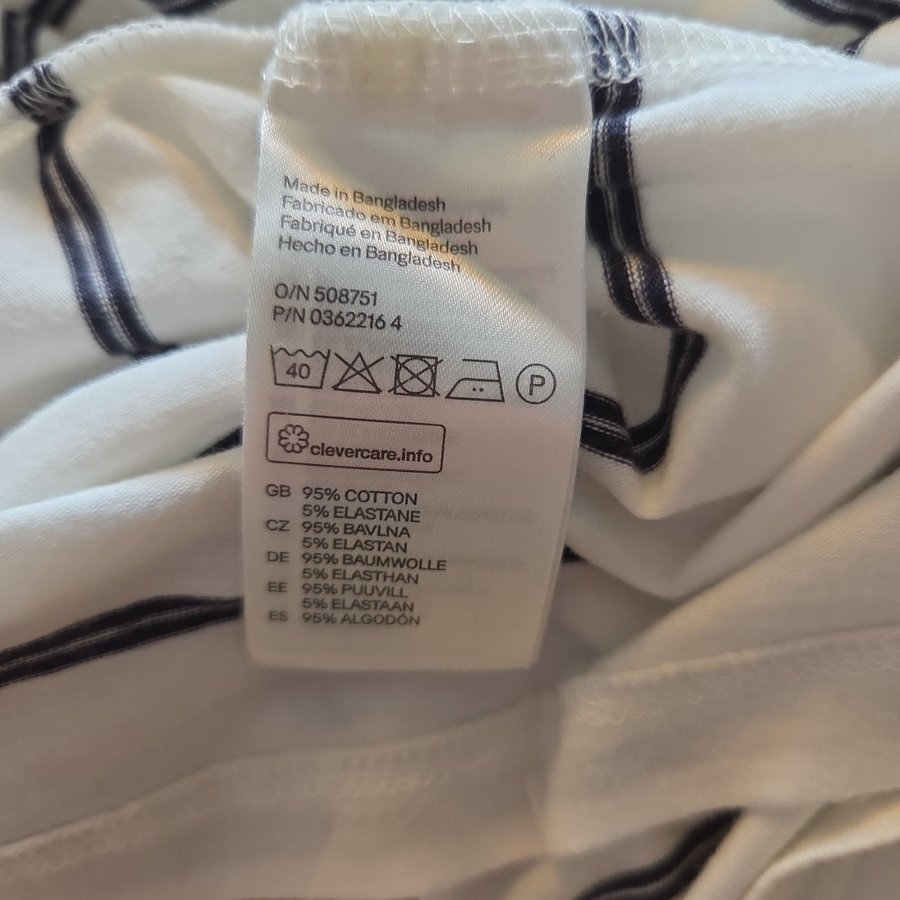 Made in Bangladesh
Fabricado em Bangladesh
Fabriqué en Bangladesh
Hecho en Bangladesh
O/N 508751
P/N 0362216 4
40 P
clevercare.info
GB 95% COTTON
5% ELASTANE
CZ 95% BAVLNA
5% ELASTAN
DE 95% BAUMWOLLE
5% ELASTHAN
EE 95% PUUVILL
5% ELASTAAN
ES 95% ALGODÓN